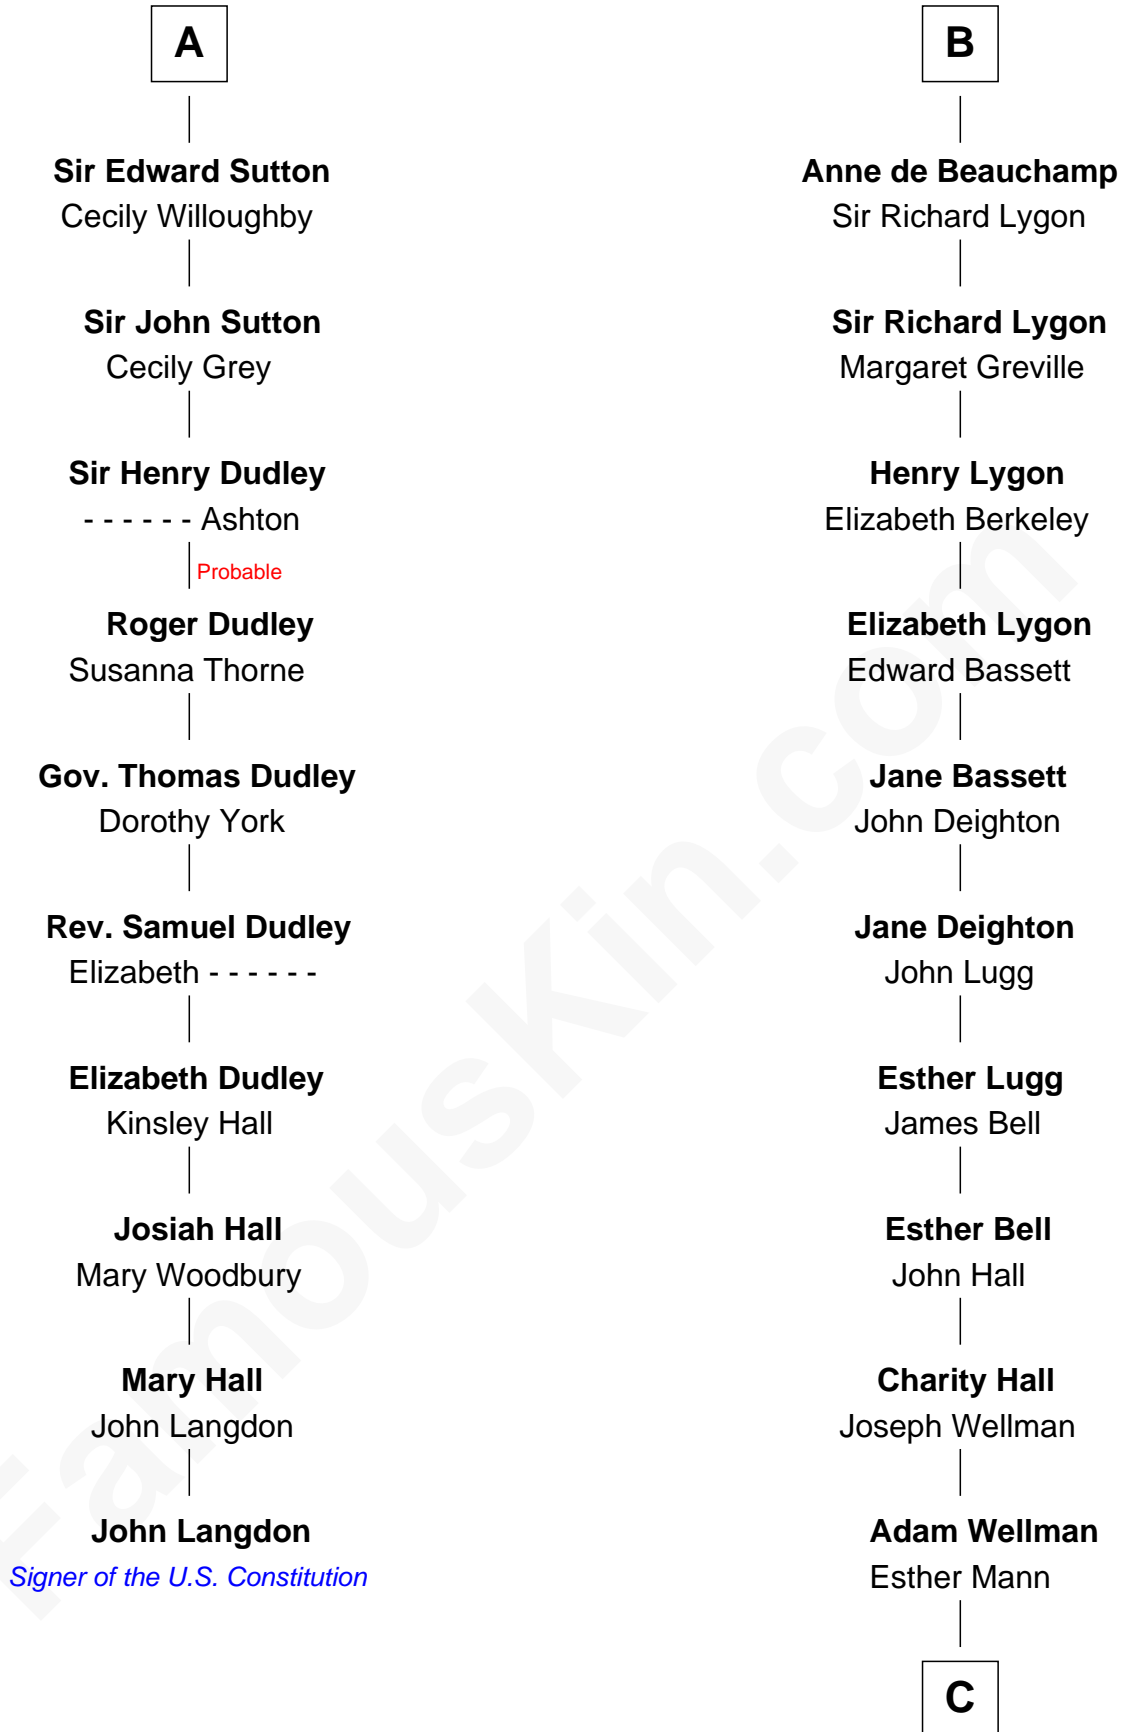 A
Sir Edward Sutton
Cecily Willoughby
Sir John Sutton
Cecily Grey
Sir Henry Dudley
- - - - - - Ashton
Probable
Roger Dudley
Susanna Thorne
Gov. Thomas Dudley
Dorothy York
Rev. Samuel Dudley
Elizabeth - - - - - -
Elizabeth Dudley
Kinsley Hall
Josiah Hall
Mary Woodbury
Mary Hall
John Langdon
John Langdon
Signer of the U.S. Constitution
B
Anne de Beauchamp
Sir Richard Lygon
Sir Richard Lygon
Margaret Greville
Henry Lygon
Elizabeth Berkeley
Elizabeth Lygon
Edward Bassett
Jane Bassett
John Deighton
Jane Deighton
John Lugg
Esther Lugg
James Bell
Esther Bell
John Hall
Charity Hall
Joseph Wellman
Adam Wellman
Esther Mann
C
FamousKin.com